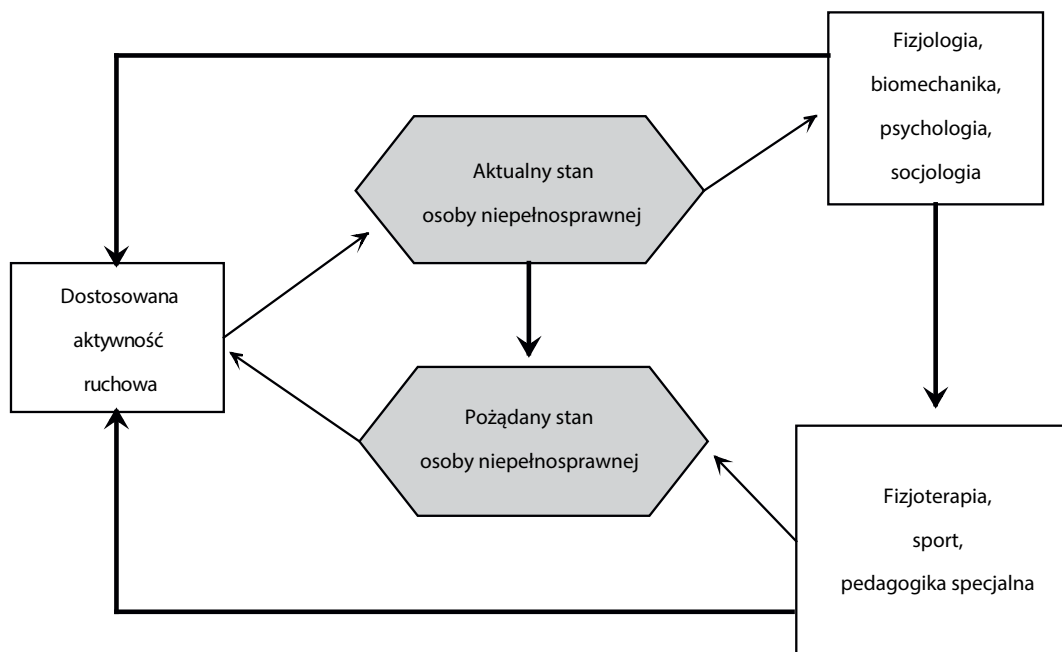 Fizjologia,
biomechanika,
psychologia,
socjologia
Aktualny stan
osoby niepełnosprawnej
Dostosowana
aktywność
ruchowa
Pożądany stan
osoby niepełnosprawnej
Fizjoterapia,
sport,
pedagogika specjalna